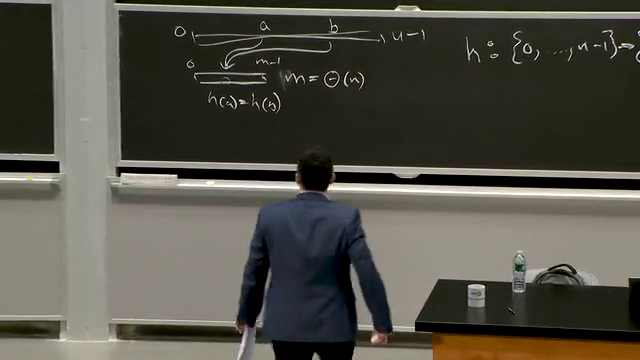 a b
0 u-1
0 m-1 m = Θ(n)
h(a) = h(b)
h: {0, ..., u-1} →